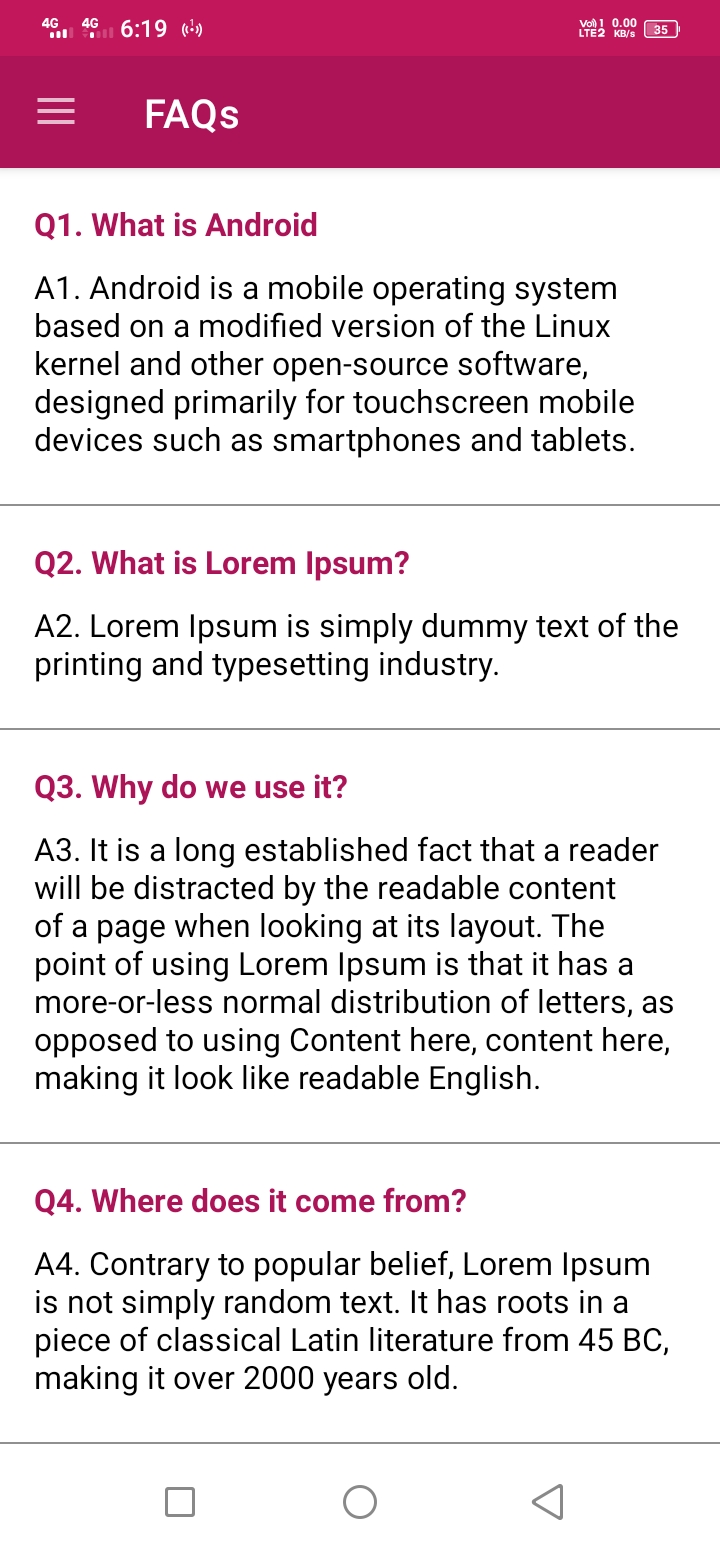 4G 4G 6:19 Vo) 1 LTE2 0.00 KB/s 35
FAQs
Q1. What is Android
A1. Android is a mobile operating system
based on a modified version of the Linux
kernel and other open-source software,
designed primarily for touchscreen mobile
devices such as smartphones and tablets.
Q2. What is Lorem Ipsum?
A2. Lorem Ipsum is simply dummy text of the
printing and typesetting industry.
Q3. Why do we use it?
A3. It is a long established fact that a reader
will be distracted by the readable content
of a page when looking at its layout. The
point of using Lorem Ipsum is that it has a
more-or-less normal distribution of letters, as
opposed to using Content here, content here,
making it look like readable English.
Q4. Where does it come from?
A4. Contrary to popular belief, Lorem Ipsum
is not simply random text. It has roots in a
piece of classical Latin literature from 45 BC,
making it over 2000 years old.